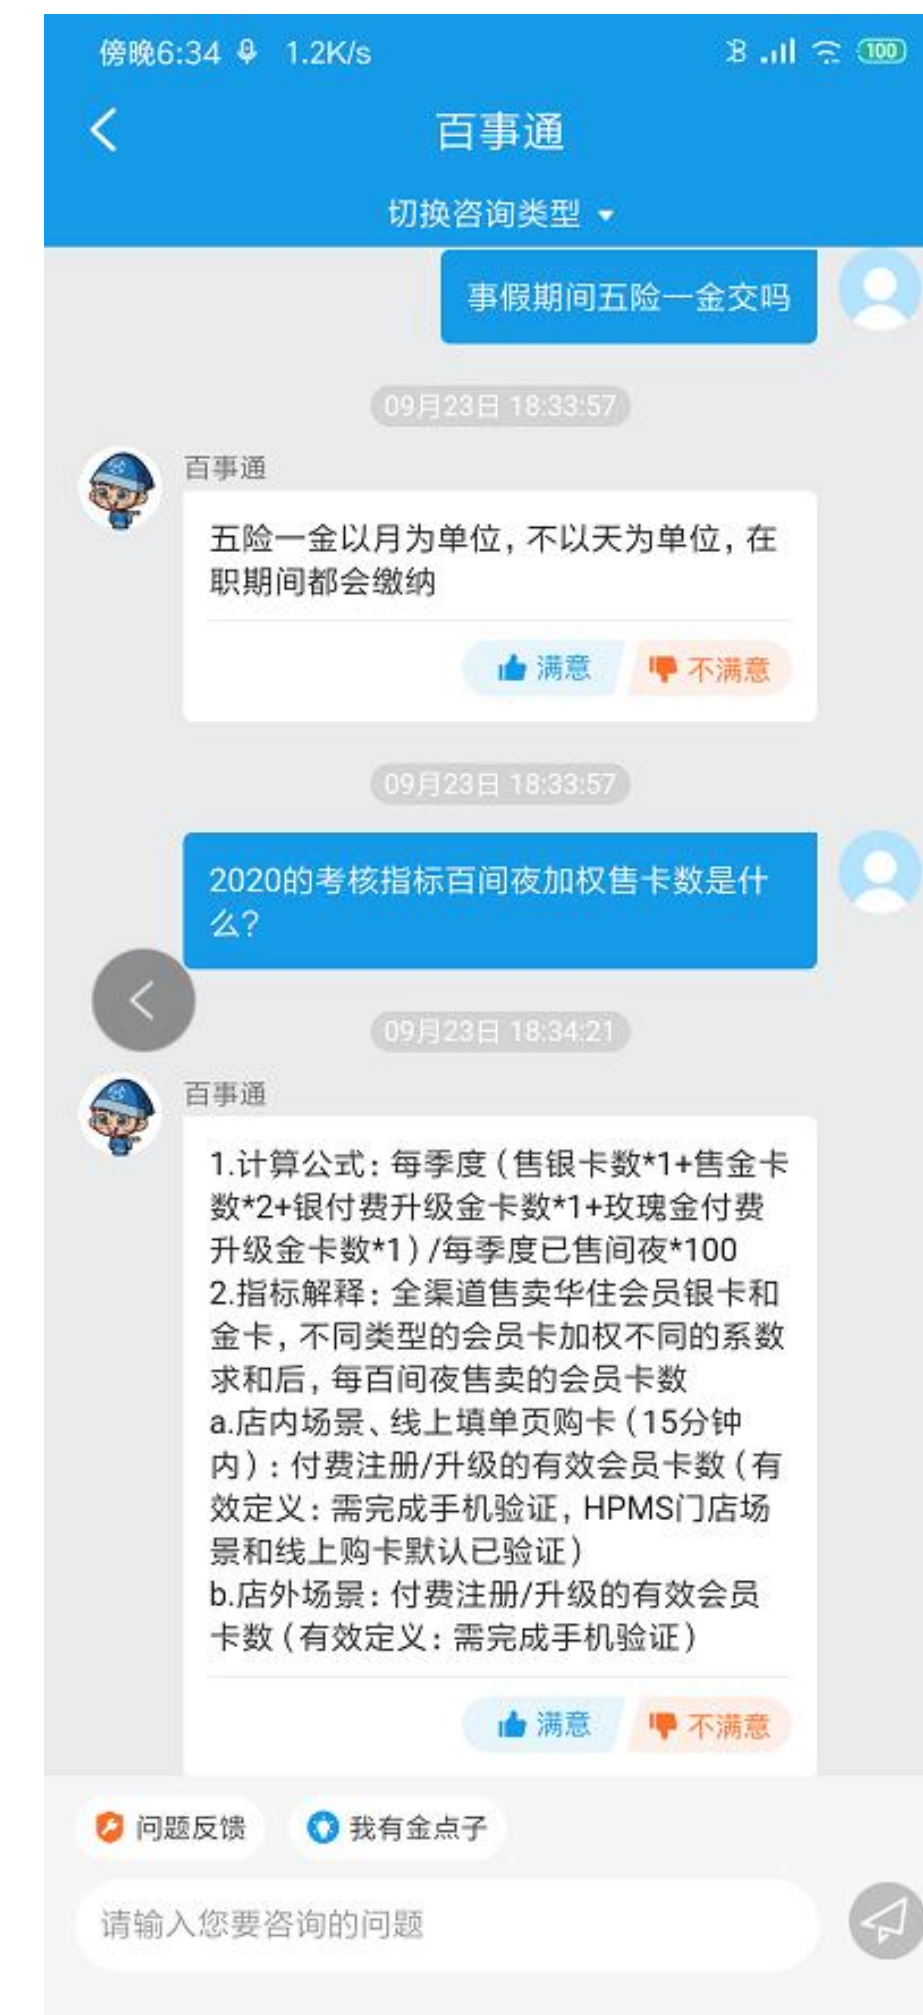 傍晚6:34 1.2K/s 100
百事通
切换咨询类型
事假期间五险一金交吗
09月23日 18:33:57
百事通
五险一金以月为单位，不以天为单位，在
职期间都会缴纳
满意 不满意
09月23日 18:33:57
2020的考核指标百间夜加权售卡数是什
么？
09月23日 18:34:21
百事通
1.计算公式：每季度（售银卡数*1+售金卡
数*2+银付费升级金卡数*1+玫瑰金付费
升级金卡数*1）/每季度已售间夜*100
2.指标解释：全渠道售卖华住会员银卡和
金卡，不同类型的会员卡加权不同的系数
求和后，每百间夜售卖的会员卡数
a.店内场景、线上填单页购卡（15分钟
内）：付费注册/升级的有效会员卡数（有
效定义：需完成手机验证，HPMS门店场
景和线上购卡默认已验证）
b.店外场景：付费注册/升级的有效会员
卡数（有效定义：需完成手机验证）
满意 不满意
问题反馈 我有金点子
请输入您要咨询的问题